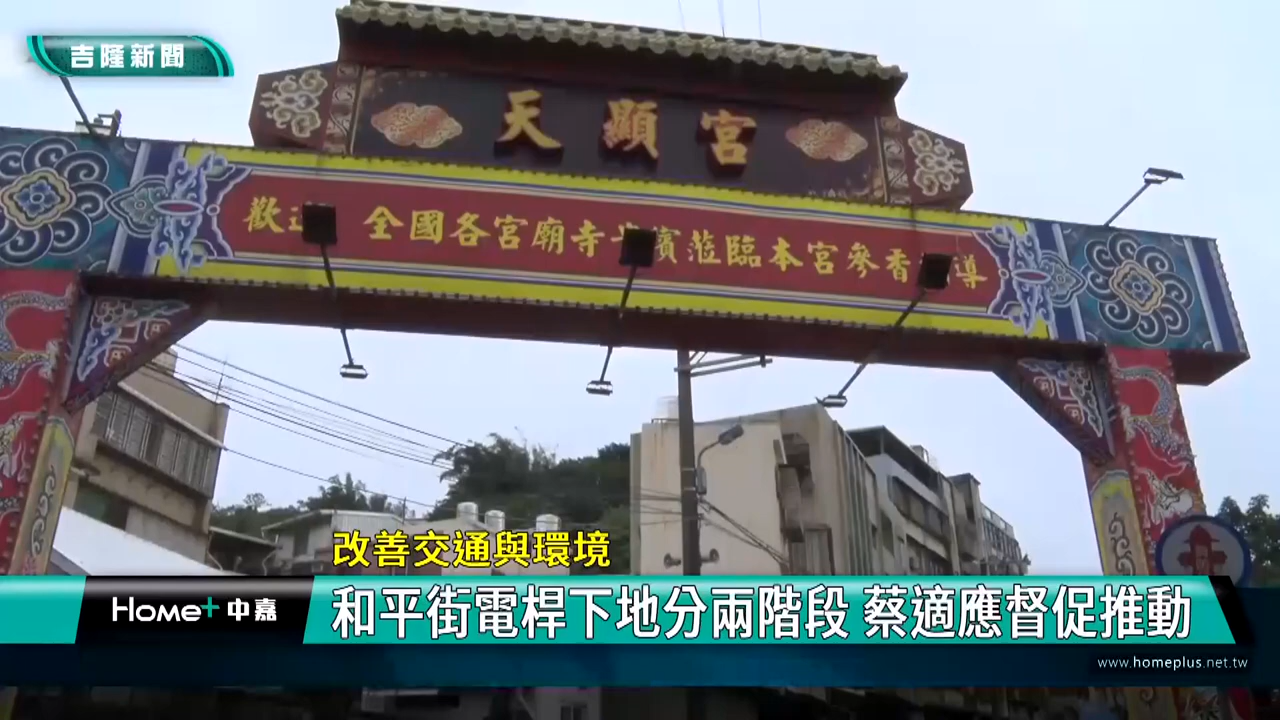 吉隆新聞
天顯宮
歡 全國各宮廟寺 賓蒞臨本宮參香 導
改善交通與環境
Home+中嘉
和平街電桿下地分兩階段 蔡適應督促推動
www.homeplus.net.tw